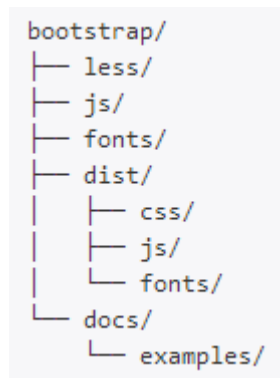 bootstrap/
├── less/
├── js/
├── fonts/
├── dist/
│   ├── css/
│   ├── js/
│   └── fonts/
└── docs/
    └── examples/